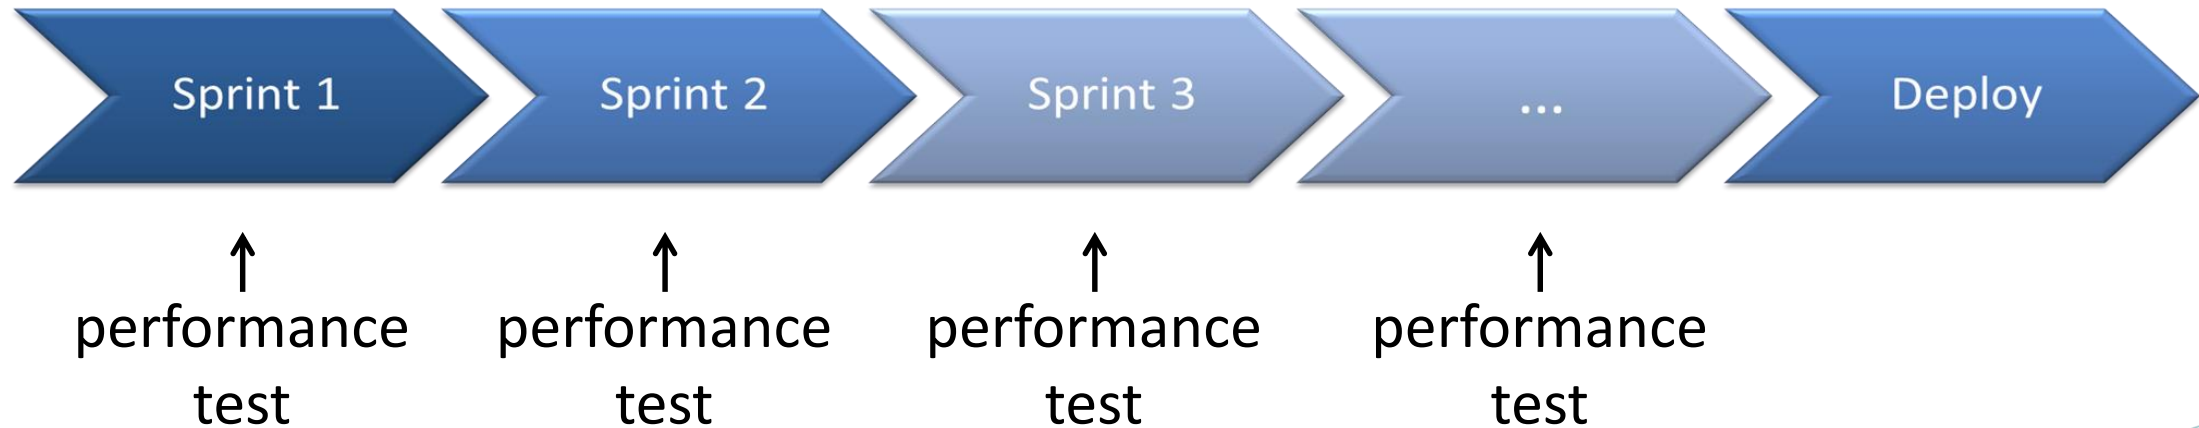 Sprint 1
Sprint 2
Sprint 3
...
Deploy
performance
test
performance
test
performance
test
performance
test